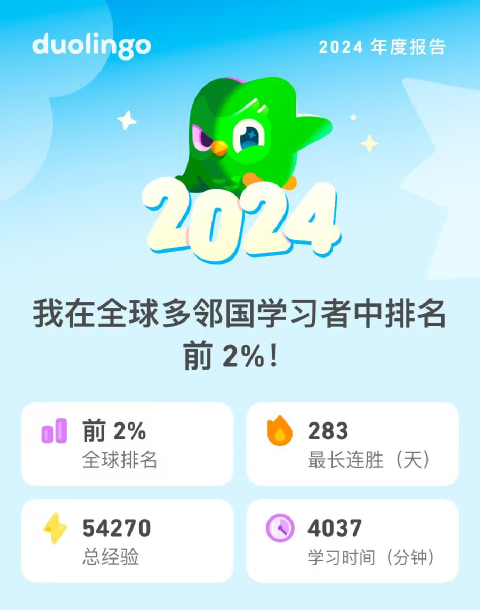 duolingo
2024 年度报告
2024
我在全球多邻国学习者中排名
前 2%！
前 2%
全球排名
283
最长连胜（天）
54270
总经验
4037
学习时间（分钟）